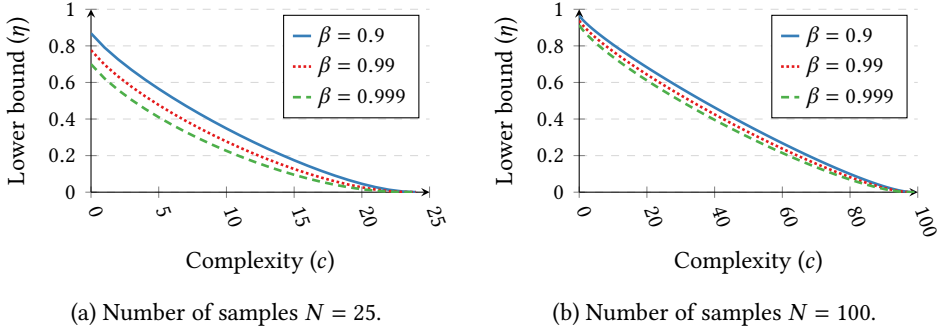 Lower bound (η)
1
0.8
0.6
0.4
0.2
0
0
5
10
15
20
25
Complexity (c)
β = 0.9
β = 0.99
β = 0.999
(a) Number of samples N = 25.
Lower bound (η)
1
0.8
0.6
0.4
0.2
0
0
20
40
60
80
100
Complexity (c)
β = 0.9
β = 0.99
β = 0.999
(b) Number of samples N = 100.